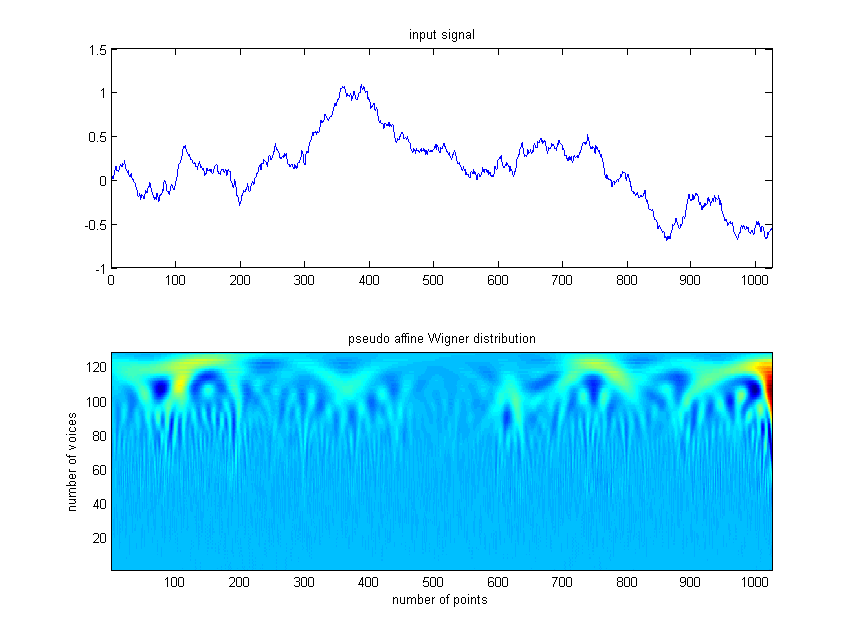 input signal
1.5
1
0.5
0
-0.5
-1
0 100 200 300 400 500 600 700 800 900 1000
pseudo affine Wigner distribution
number of voices
120
100
80
60
40
20
100 200 300 400 500 600 700 800 900 1000
number of points